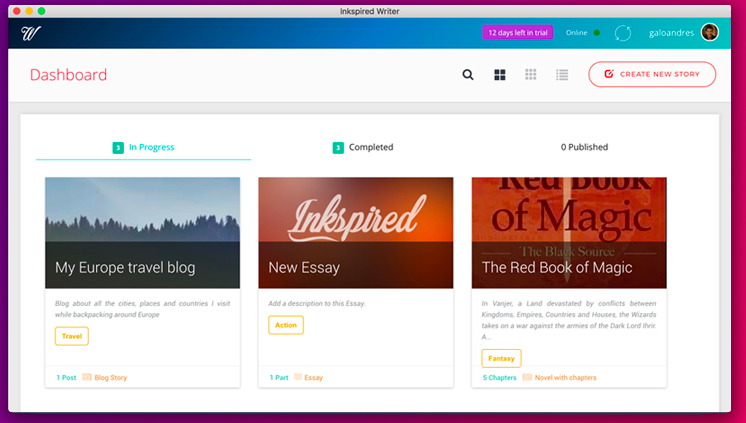 Inkspired Writer
W
12 days left in trial
Online
galoandres
Dashboard
CREATE NEW STORY
3 In Progress
3 Completed
0 Published
My Europe travel blog
Blog about all the cities, places and countries I visit
while backpacking around Europe
Travel
1 Post
Blog Story
Inkspired
New Essay
Add a description to this Essay.
Action
1 Part
Essay
Red Book
of Magic
The Black Source
The Red Book of Magic
In Vanjer, a Land devastated by conflicts between
Kingdoms, Empires, Countries and Houses, the Wizards
takes on a war against the armies of the Dark Lord Ihrir.
A...
Fantasy
5 Chapters
Novel with chapters